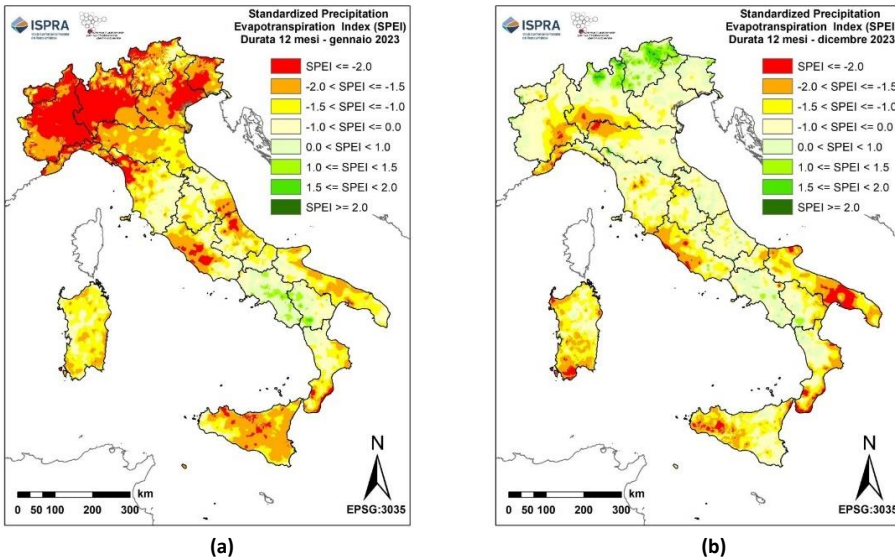 ISPRA
Standardized Precipitation
Evapotranspiration Index (SPEI)
Durata 12 mesi - gennaio 2023
SPEI <= -2.0
-2.0 < SPEI <= -1.5
-1.5 < SPEI <= -1.0
-1.0 < SPEI <= 0.0
0.0 < SPEI < 1.0
1.0 <= SPEI < 1.5
1.5 <= SPEI < 2.0
SPEI >= 2.0
N
km
0 50 100 200 300
EPSG:3035
(a)
ISPRA
Standardized Precipitation
Evapotranspiration Index (SPEI
Durata 12 mesi - dicembre 2023
SPEI <= -2.0
-2.0 < SPEI <= -1.5
-1.5 < SPEI <= -1.0
-1.0 < SPEI <= 0.0
0.0 < SPEI < 1.0
1.0 <= SPEI < 1.5
1.5 <= SPEI < 2.0
SPEI >= 2.0
N
km
0 50 100 200 300
EPSG:3035
(b)